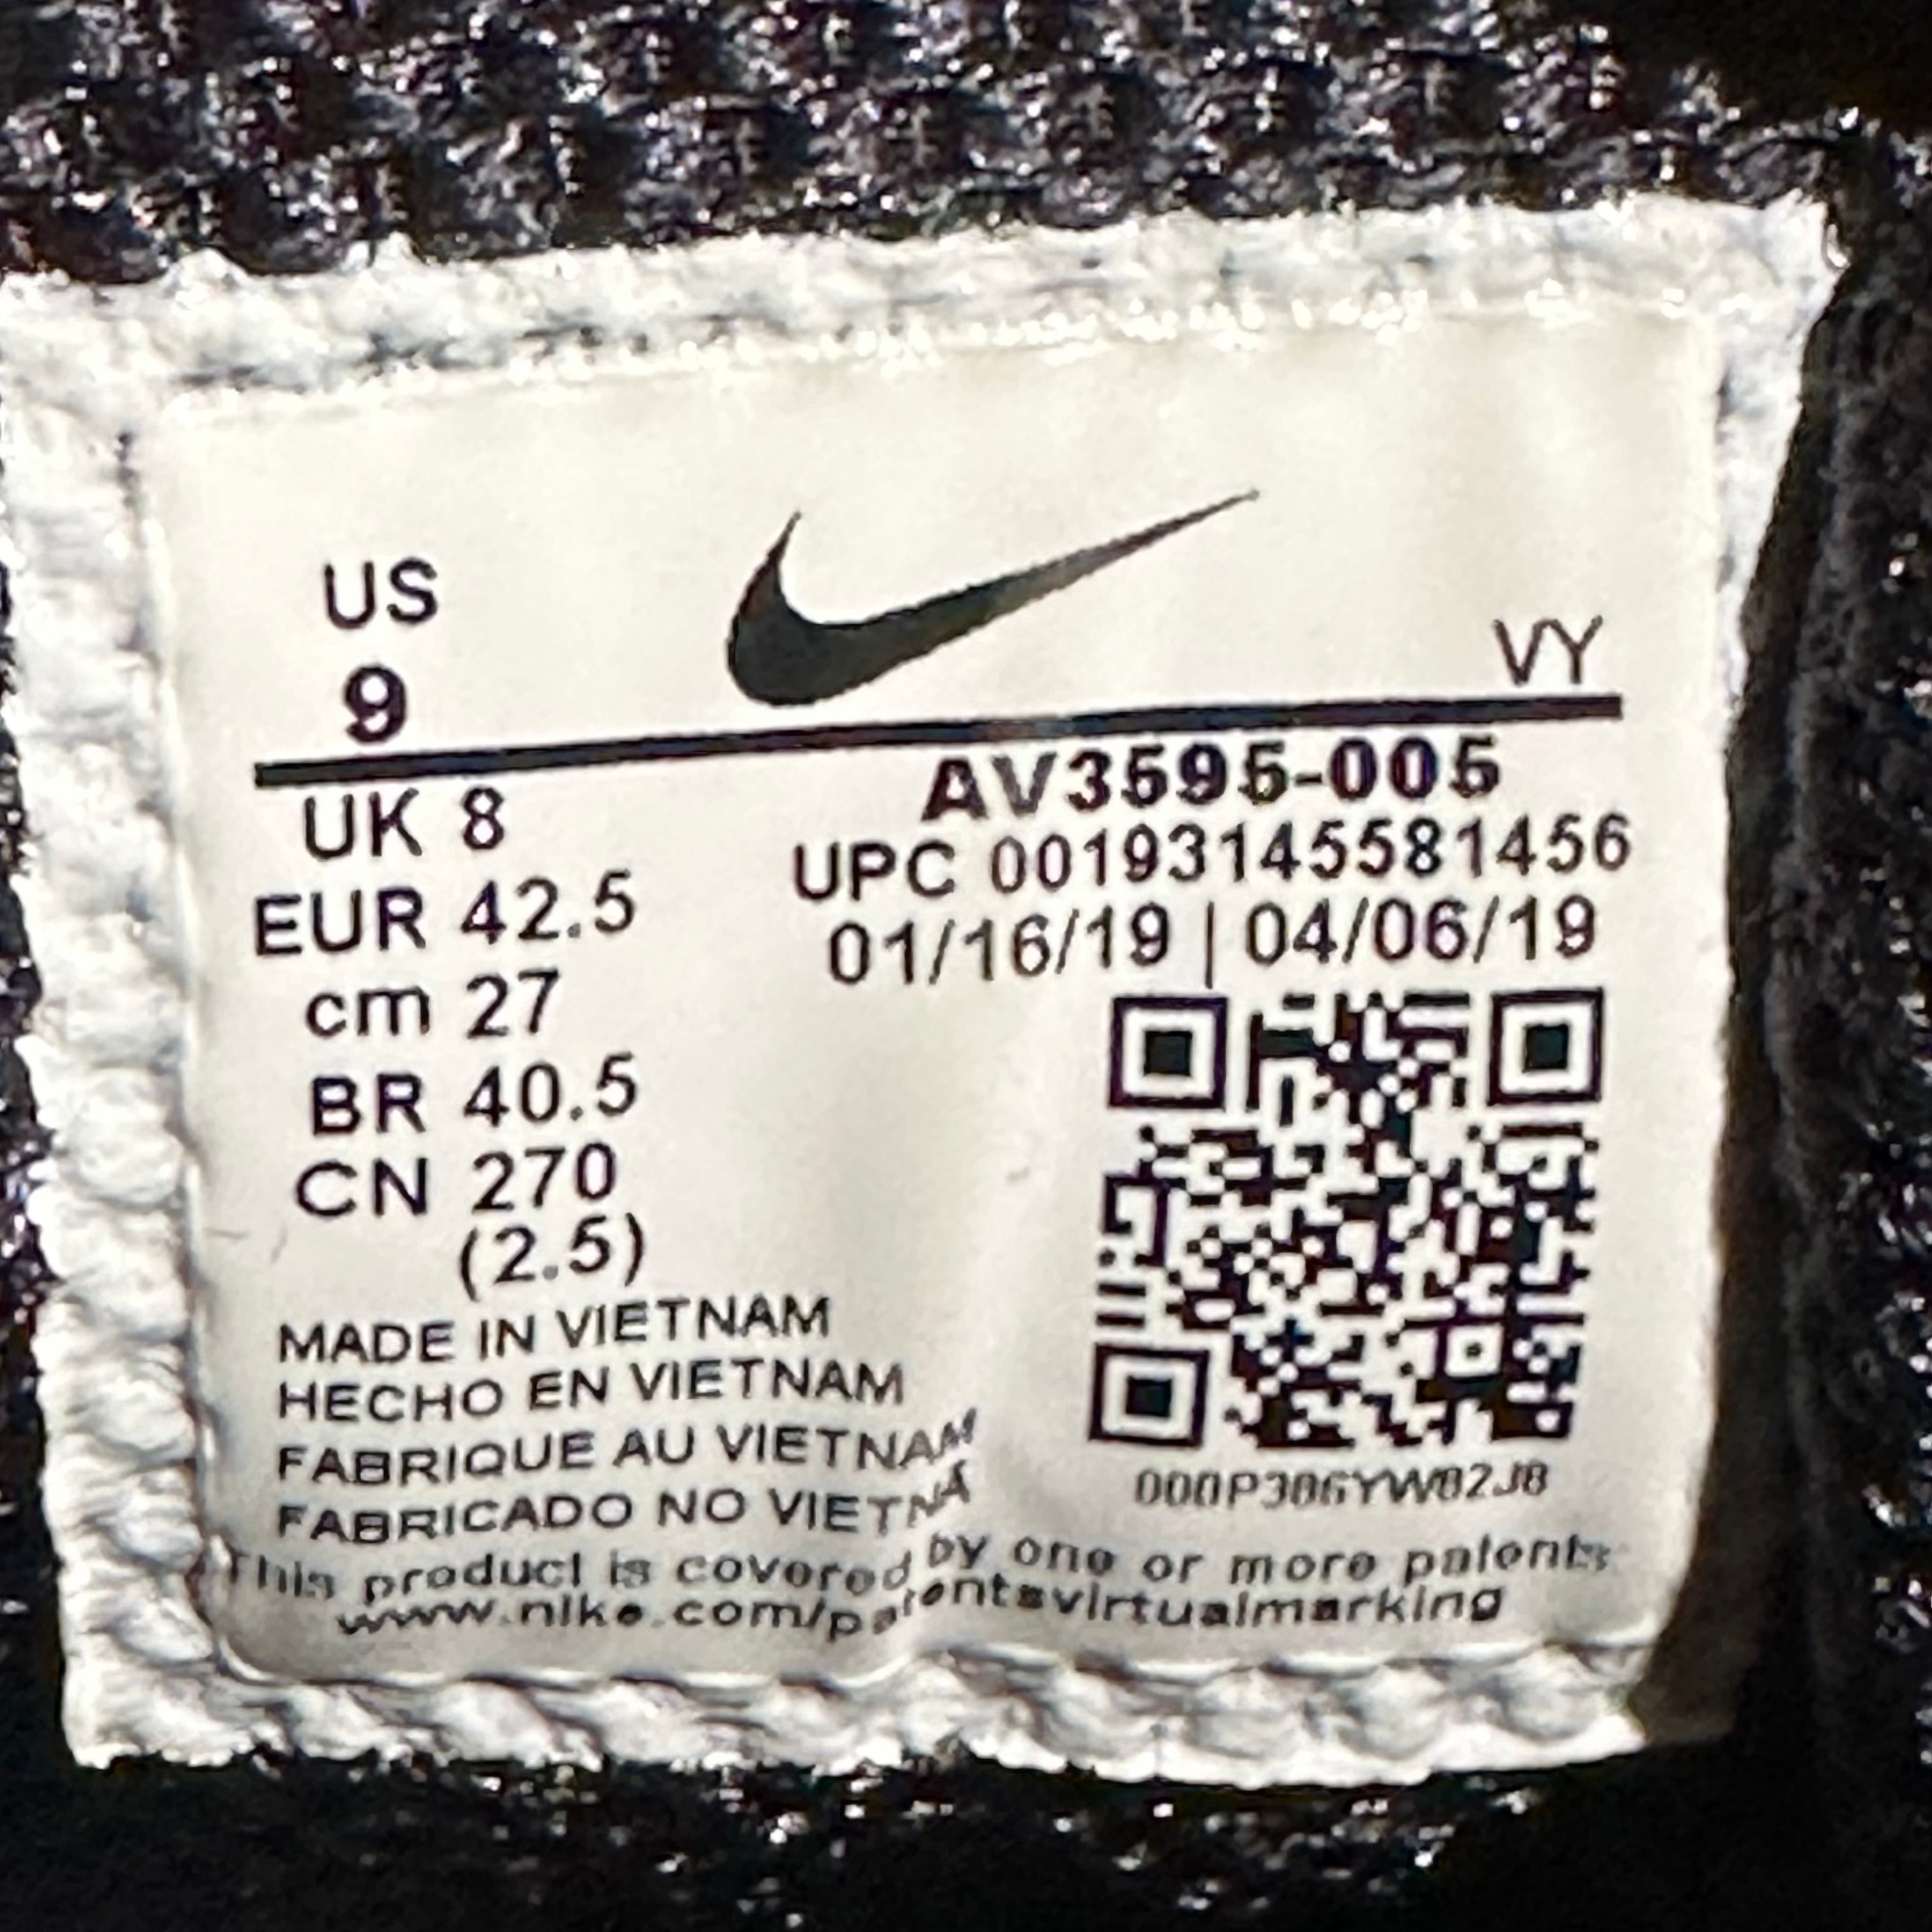 US
9
VY
UK 8
EUR 42.5
cm 27
BR 40.5
CN 270
(2.5)
AV3595-005
UPC 00193145581456
01/16/19 | 04/06/19
MADE IN VIETNAM
HECHO EN VIETNAM
FABRIQUE AU VIETNAM
FABRICADO NO VIETNÃ
This product is covered by one or more patents
www.nike.com/patentsvirtualmarking